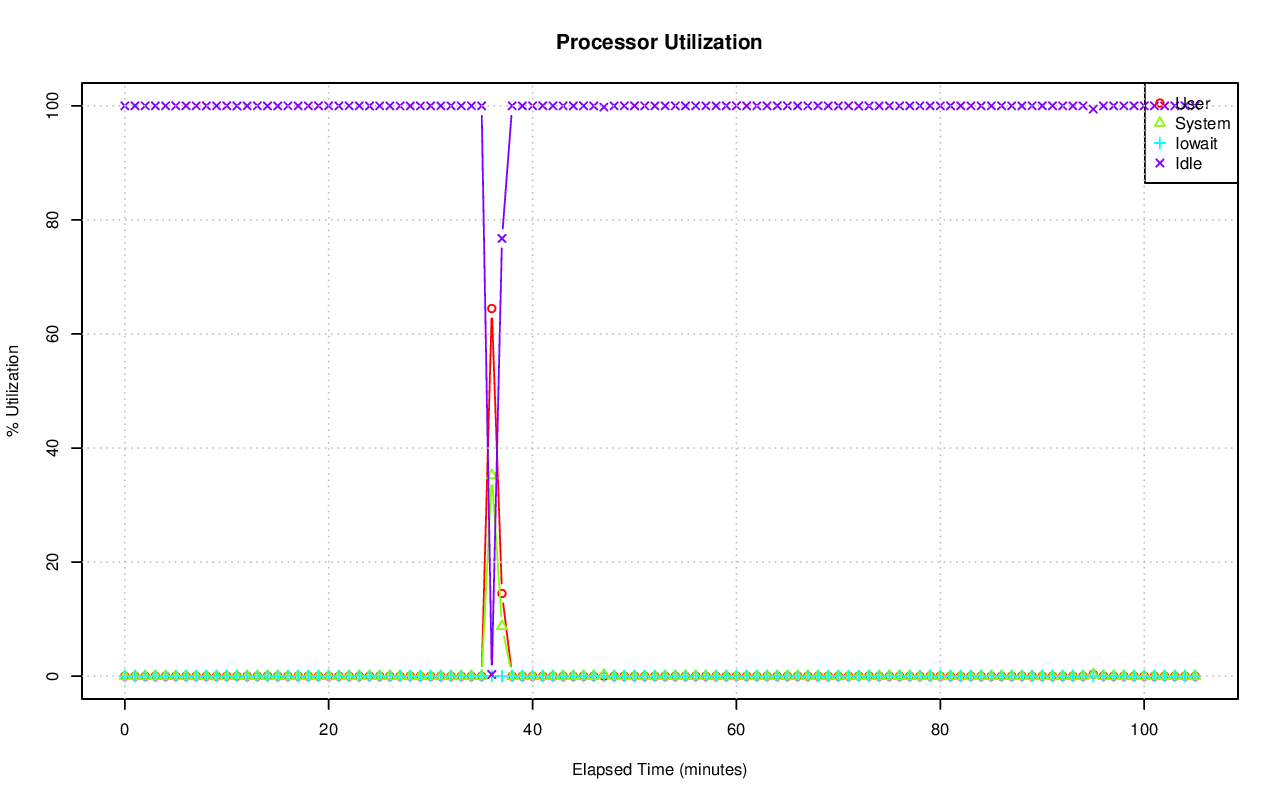 Processor Utilization
% Utilization
100
80
60
40
20
0
User
System
Iowait
Idle
0 20 40 60 80 100
Elapsed Time (minutes)